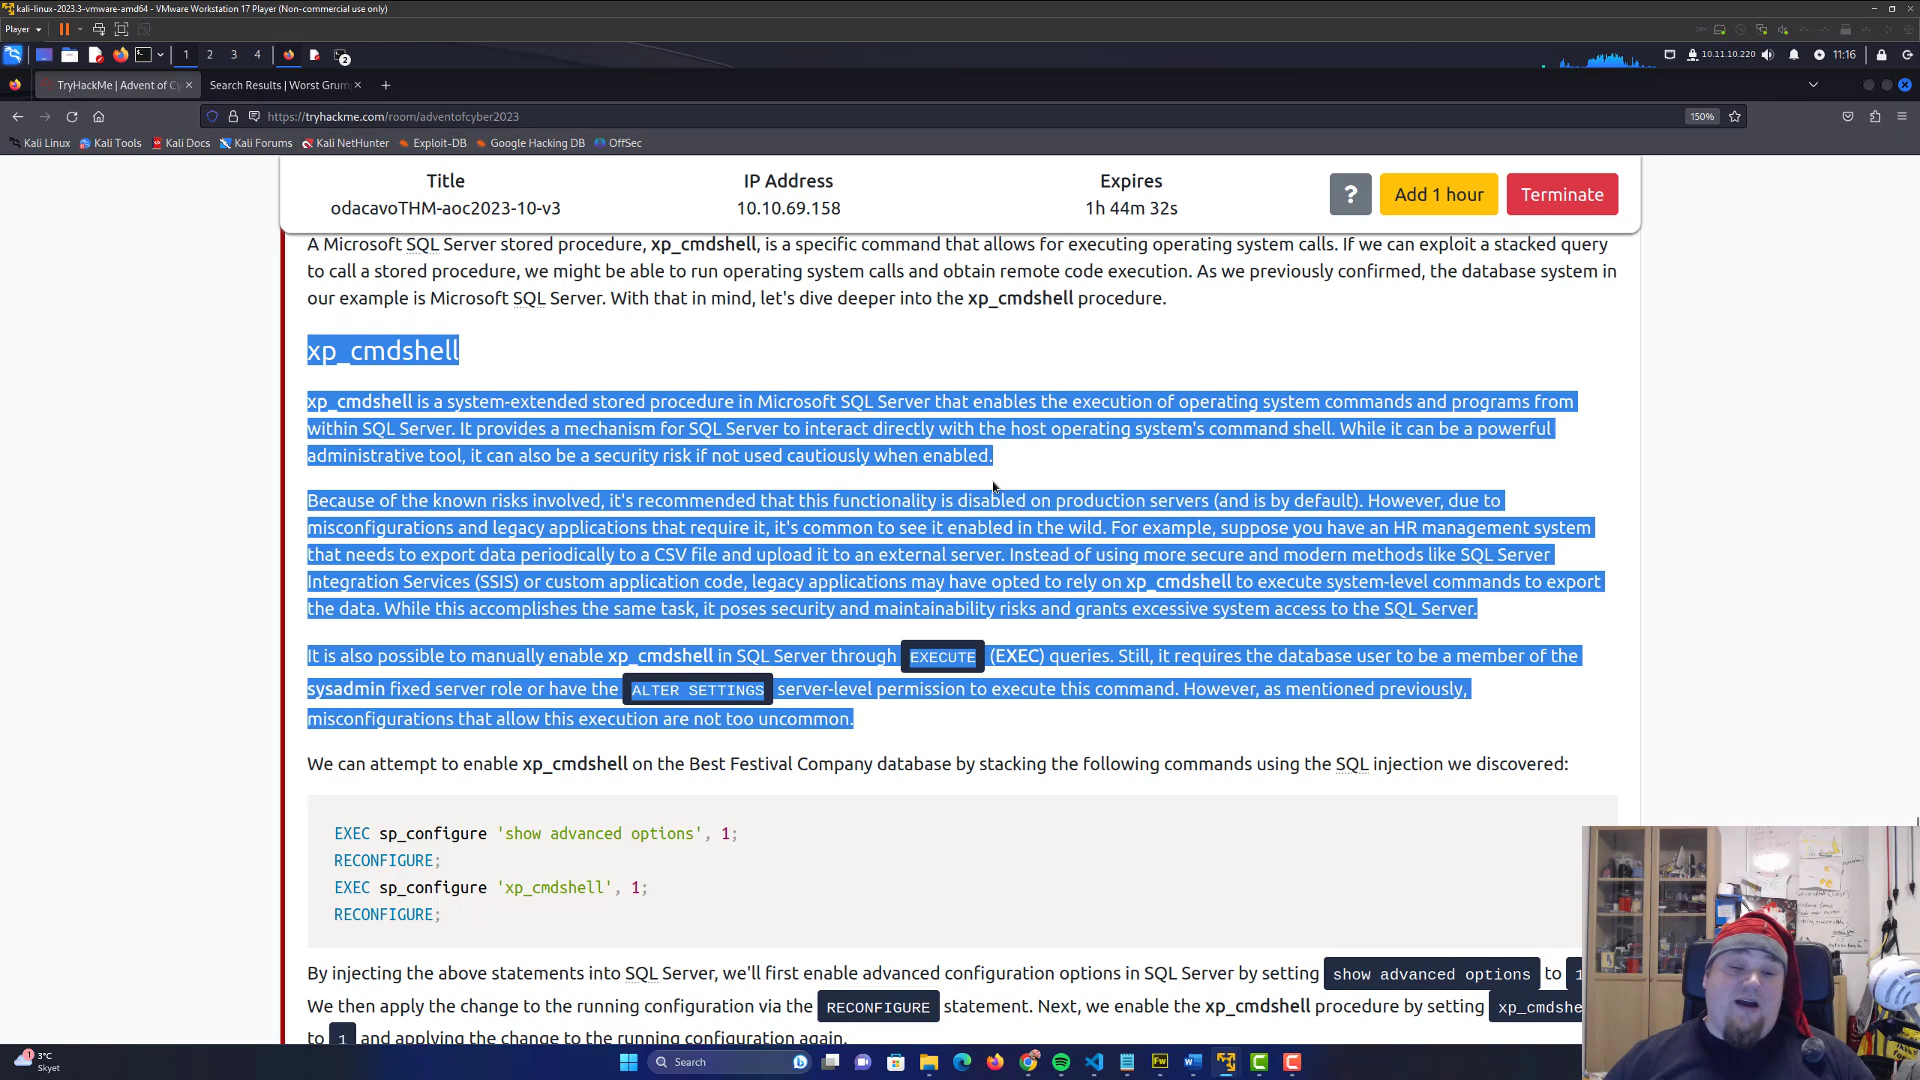 kali-linux-2023.3-vmware-amd64 - VMware Workstation 17 Player (Non-commercial use only)
Player
1 2 3 4
2
10.11.10.220
11:16
TryHackMe | Advent of Cy
Search Results | Worst Grum
https://tryhackme.com/room/adventofcyber2023
150%
Kali Linux Kali Tools Kali Docs Kali Forums Kali NetHunter Exploit-DB Google Hacking DB OffSec
Title IP Address Expires
odacavoTHM-aoc2023-10-v3 10.10.69.158 1h 44m 32s
? Add 1 hour Terminate
A Microsoft SQL Server stored procedure, xp_cmdshell, is a specific command that allows for executing operating system calls. If we can exploit a stacked query
to call a stored procedure, we might be able to run operating system calls and obtain remote code execution. As we previously confirmed, the database system in
our example is Microsoft SQL Server. With that in mind, let's dive deeper into the xp_cmdshell procedure.
xp_cmdshell
xp_cmdshell is a system-extended stored procedure in Microsoft SQL Server that enables the execution of operating system commands and programs from
within SQL Server. It provides a mechanism for SQL Server to interact directly with the host operating system's command shell. While it can be a powerful
administrative tool, it can also be a security risk if not used cautiously when enabled.
Because of the known risks involved, it's recommended that this functionality is disabled on production servers (and is by default). However, due to
misconfigurations and legacy applications that require it, it's common to see it enabled in the wild. For example, suppose you have an HR management system
that needs to export data periodically to a CSV file and upload it to an external server. Instead of using more secure and modern methods like SQL Server
Integration Services (SSIS) or custom application code, legacy applications may have opted to rely on xp_cmdshell to execute system-level commands to export
the data. While this accomplishes the same task, it poses security and maintainability risks and grants excessive system access to the SQL Server.
It is also possible to manually enable xp_cmdshell in SQL Server through EXECUTE (EXEC) queries. Still, it requires the database user to be a member of the
sysadmin fixed server role or have the ALTER SETTINGS server-level permission to execute this command. However, as mentioned previously,
misconfigurations that allow this execution are not too uncommon.
We can attempt to enable xp_cmdshell on the Best Festival Company database by stacking the following commands using the SQL injection we discovered:
EXEC sp_configure 'show advanced options', 1;
RECONFIGURE;
EXEC sp_configure 'xp_cmdshell', 1;
RECONFIGURE;
By injecting the above statements into SQL Server, we'll first enable advanced configuration options in SQL Server by setting show advanced options to 1
We then apply the change to the running configuration via the RECONFIGURE statement. Next, we enable the xp_cmdshell procedure by setting xp_cmdshe
to 1 and applying the change to the running configuration again.
1
3°C
Skyet
Search
Fw